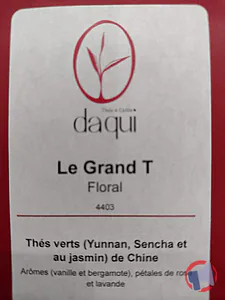 daqui
Le Grand T
Floral
4403
Thés verts (Yunnan, Sencha et
au jasmin) de Chine
Arômes (vanille et bergamote), pétales de rose
et lavande